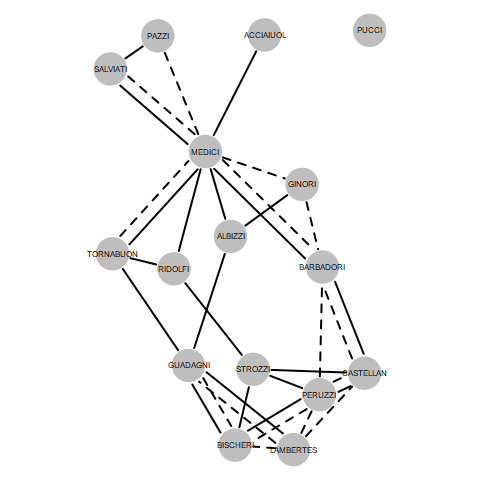 PUCCI
PAZZI
ACCIAIUOL
SALVIATI
MEDICI
GINORI
ALBIZZI
TORNABUON
RIDOLFI
BARBADORI
GUADAGNI
STROZZI
CASTELLAN
PERUZZI
BISCHERI
LAMBERTES